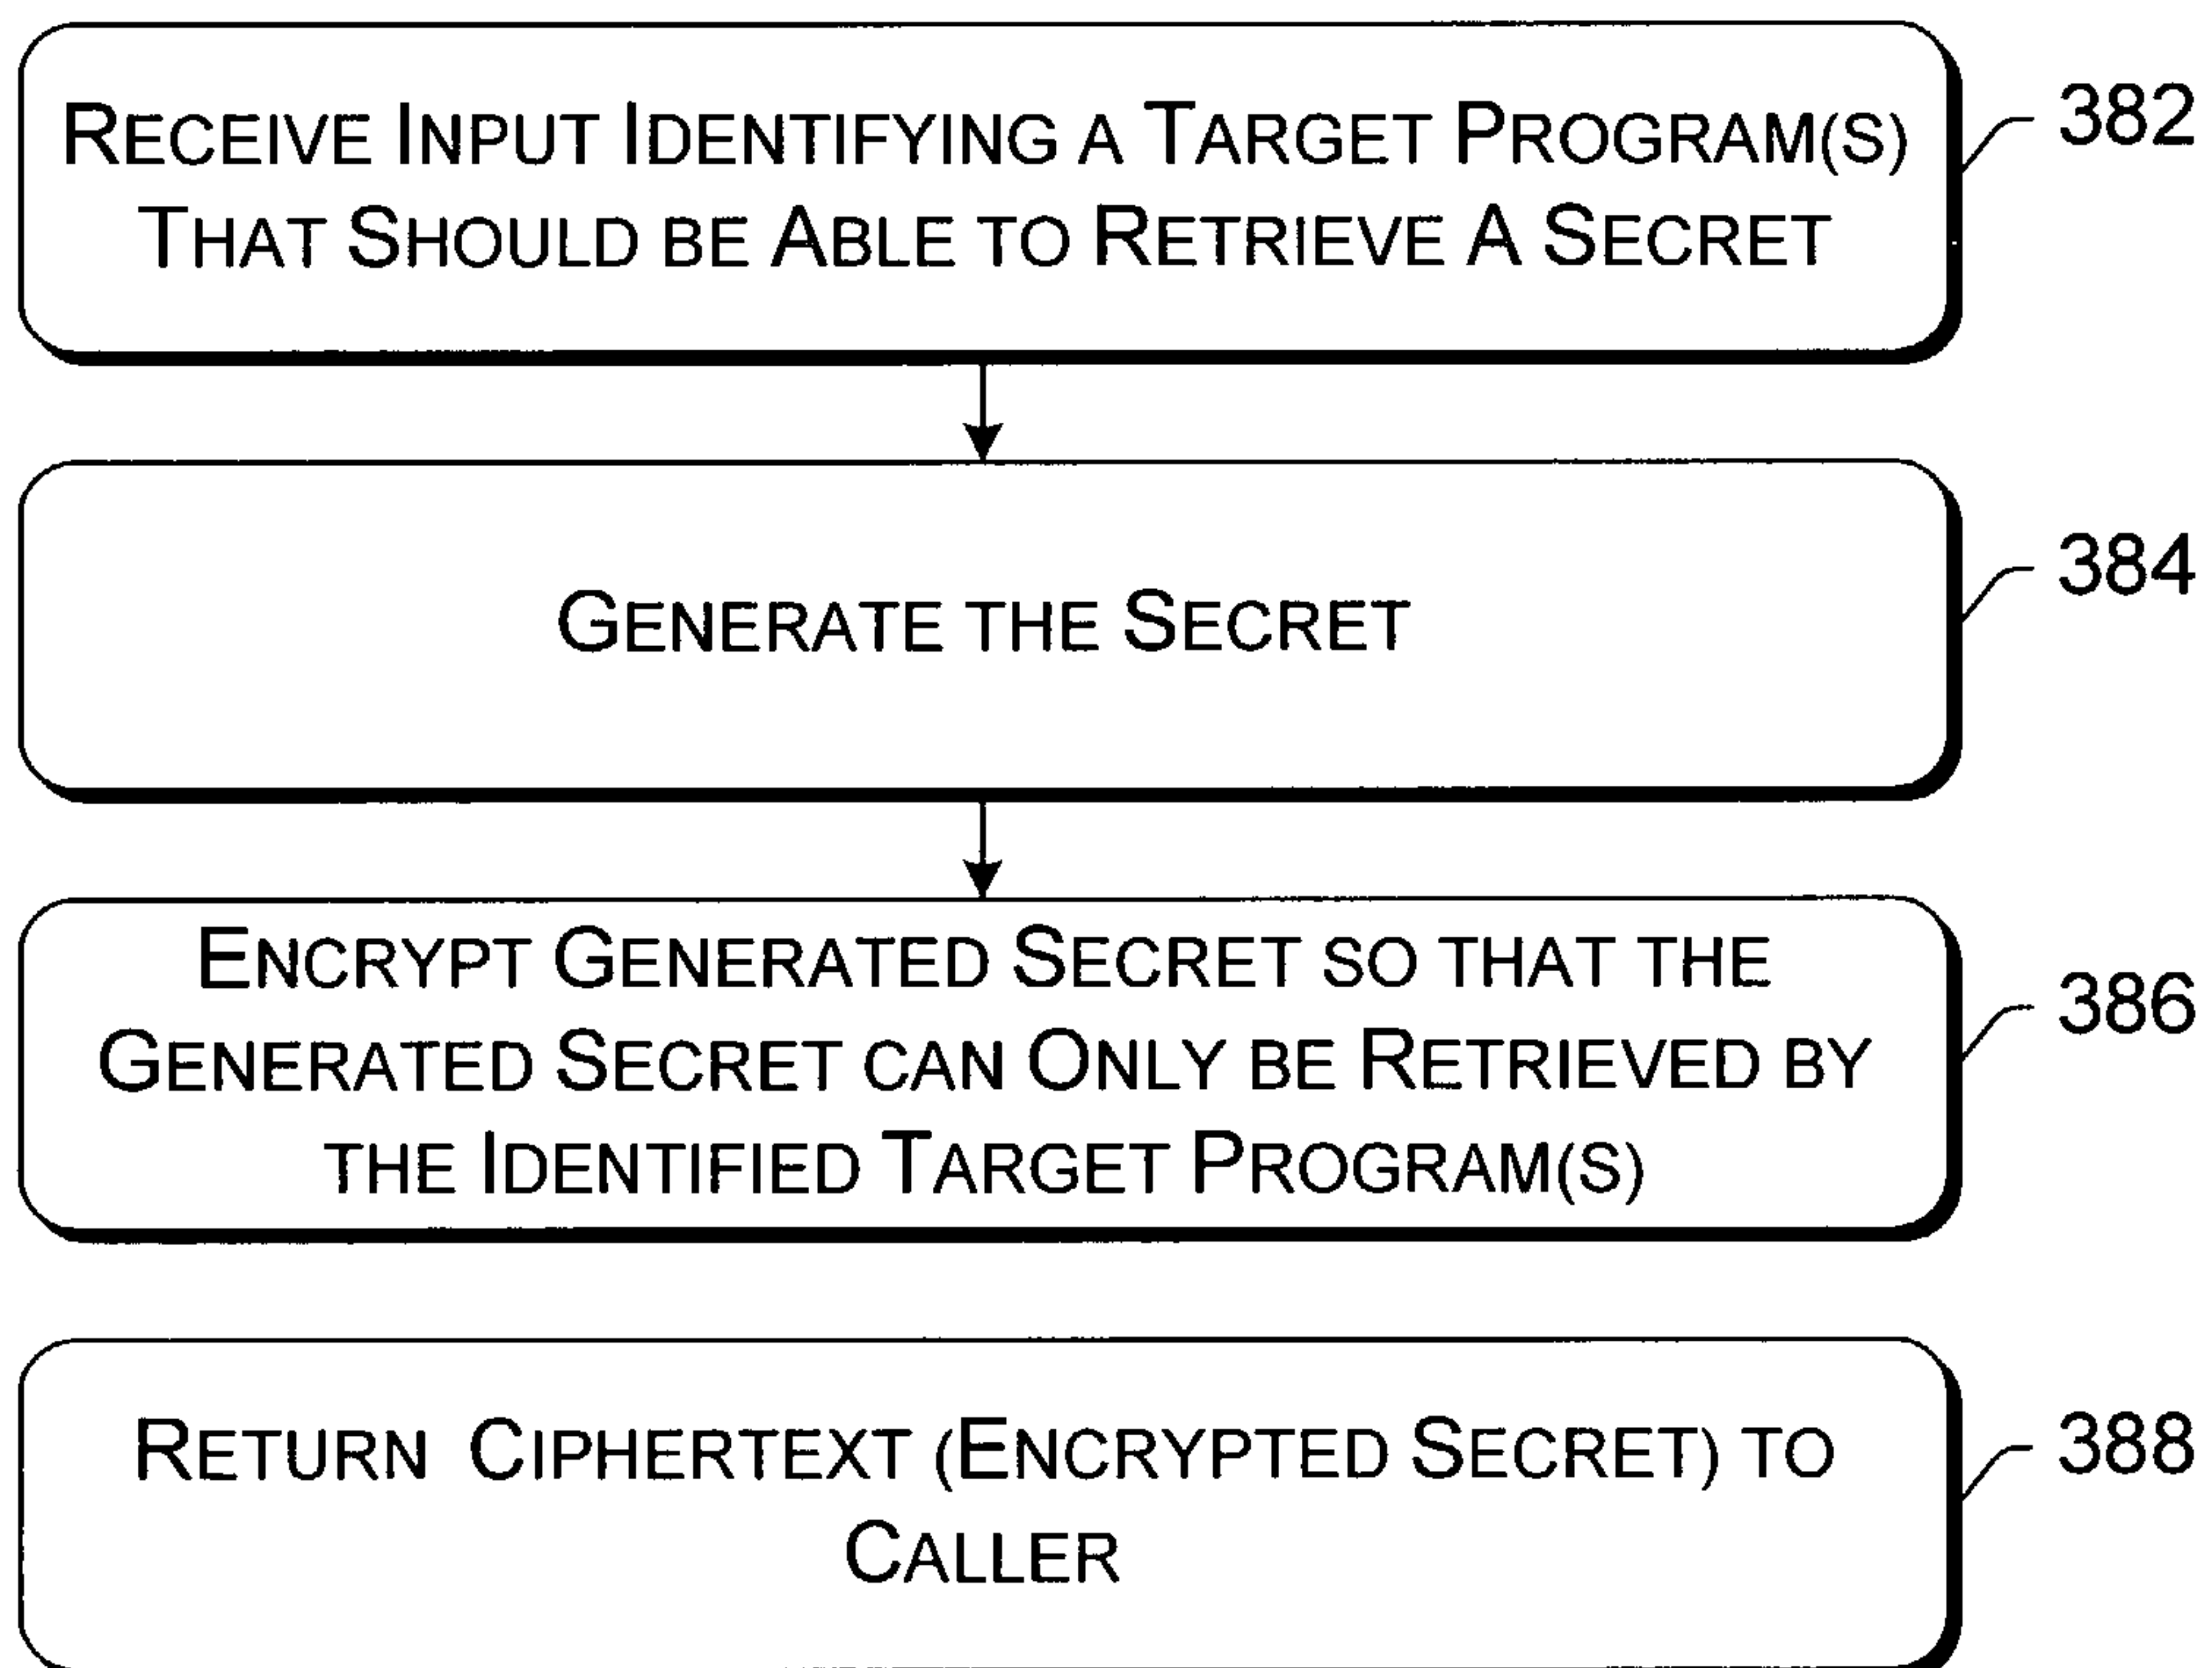 RECEIVE INPUT IDENTIFYING A TARGET PROGRAM(S)
THAT SHOULD BE ABLE TO RETRIEVE A SECRET
382
GENERATE THE SECRET
384
ENCRYPT GENERATED SECRET SO THAT THE
GENERATED SECRET CAN ONLY BE RETRIEVED BY
THE IDENTIFIED TARGET PROGRAM(S)
386
RETURN CIPHERTEXT (ENCRYPTED SECRET) TO
CALLER
388